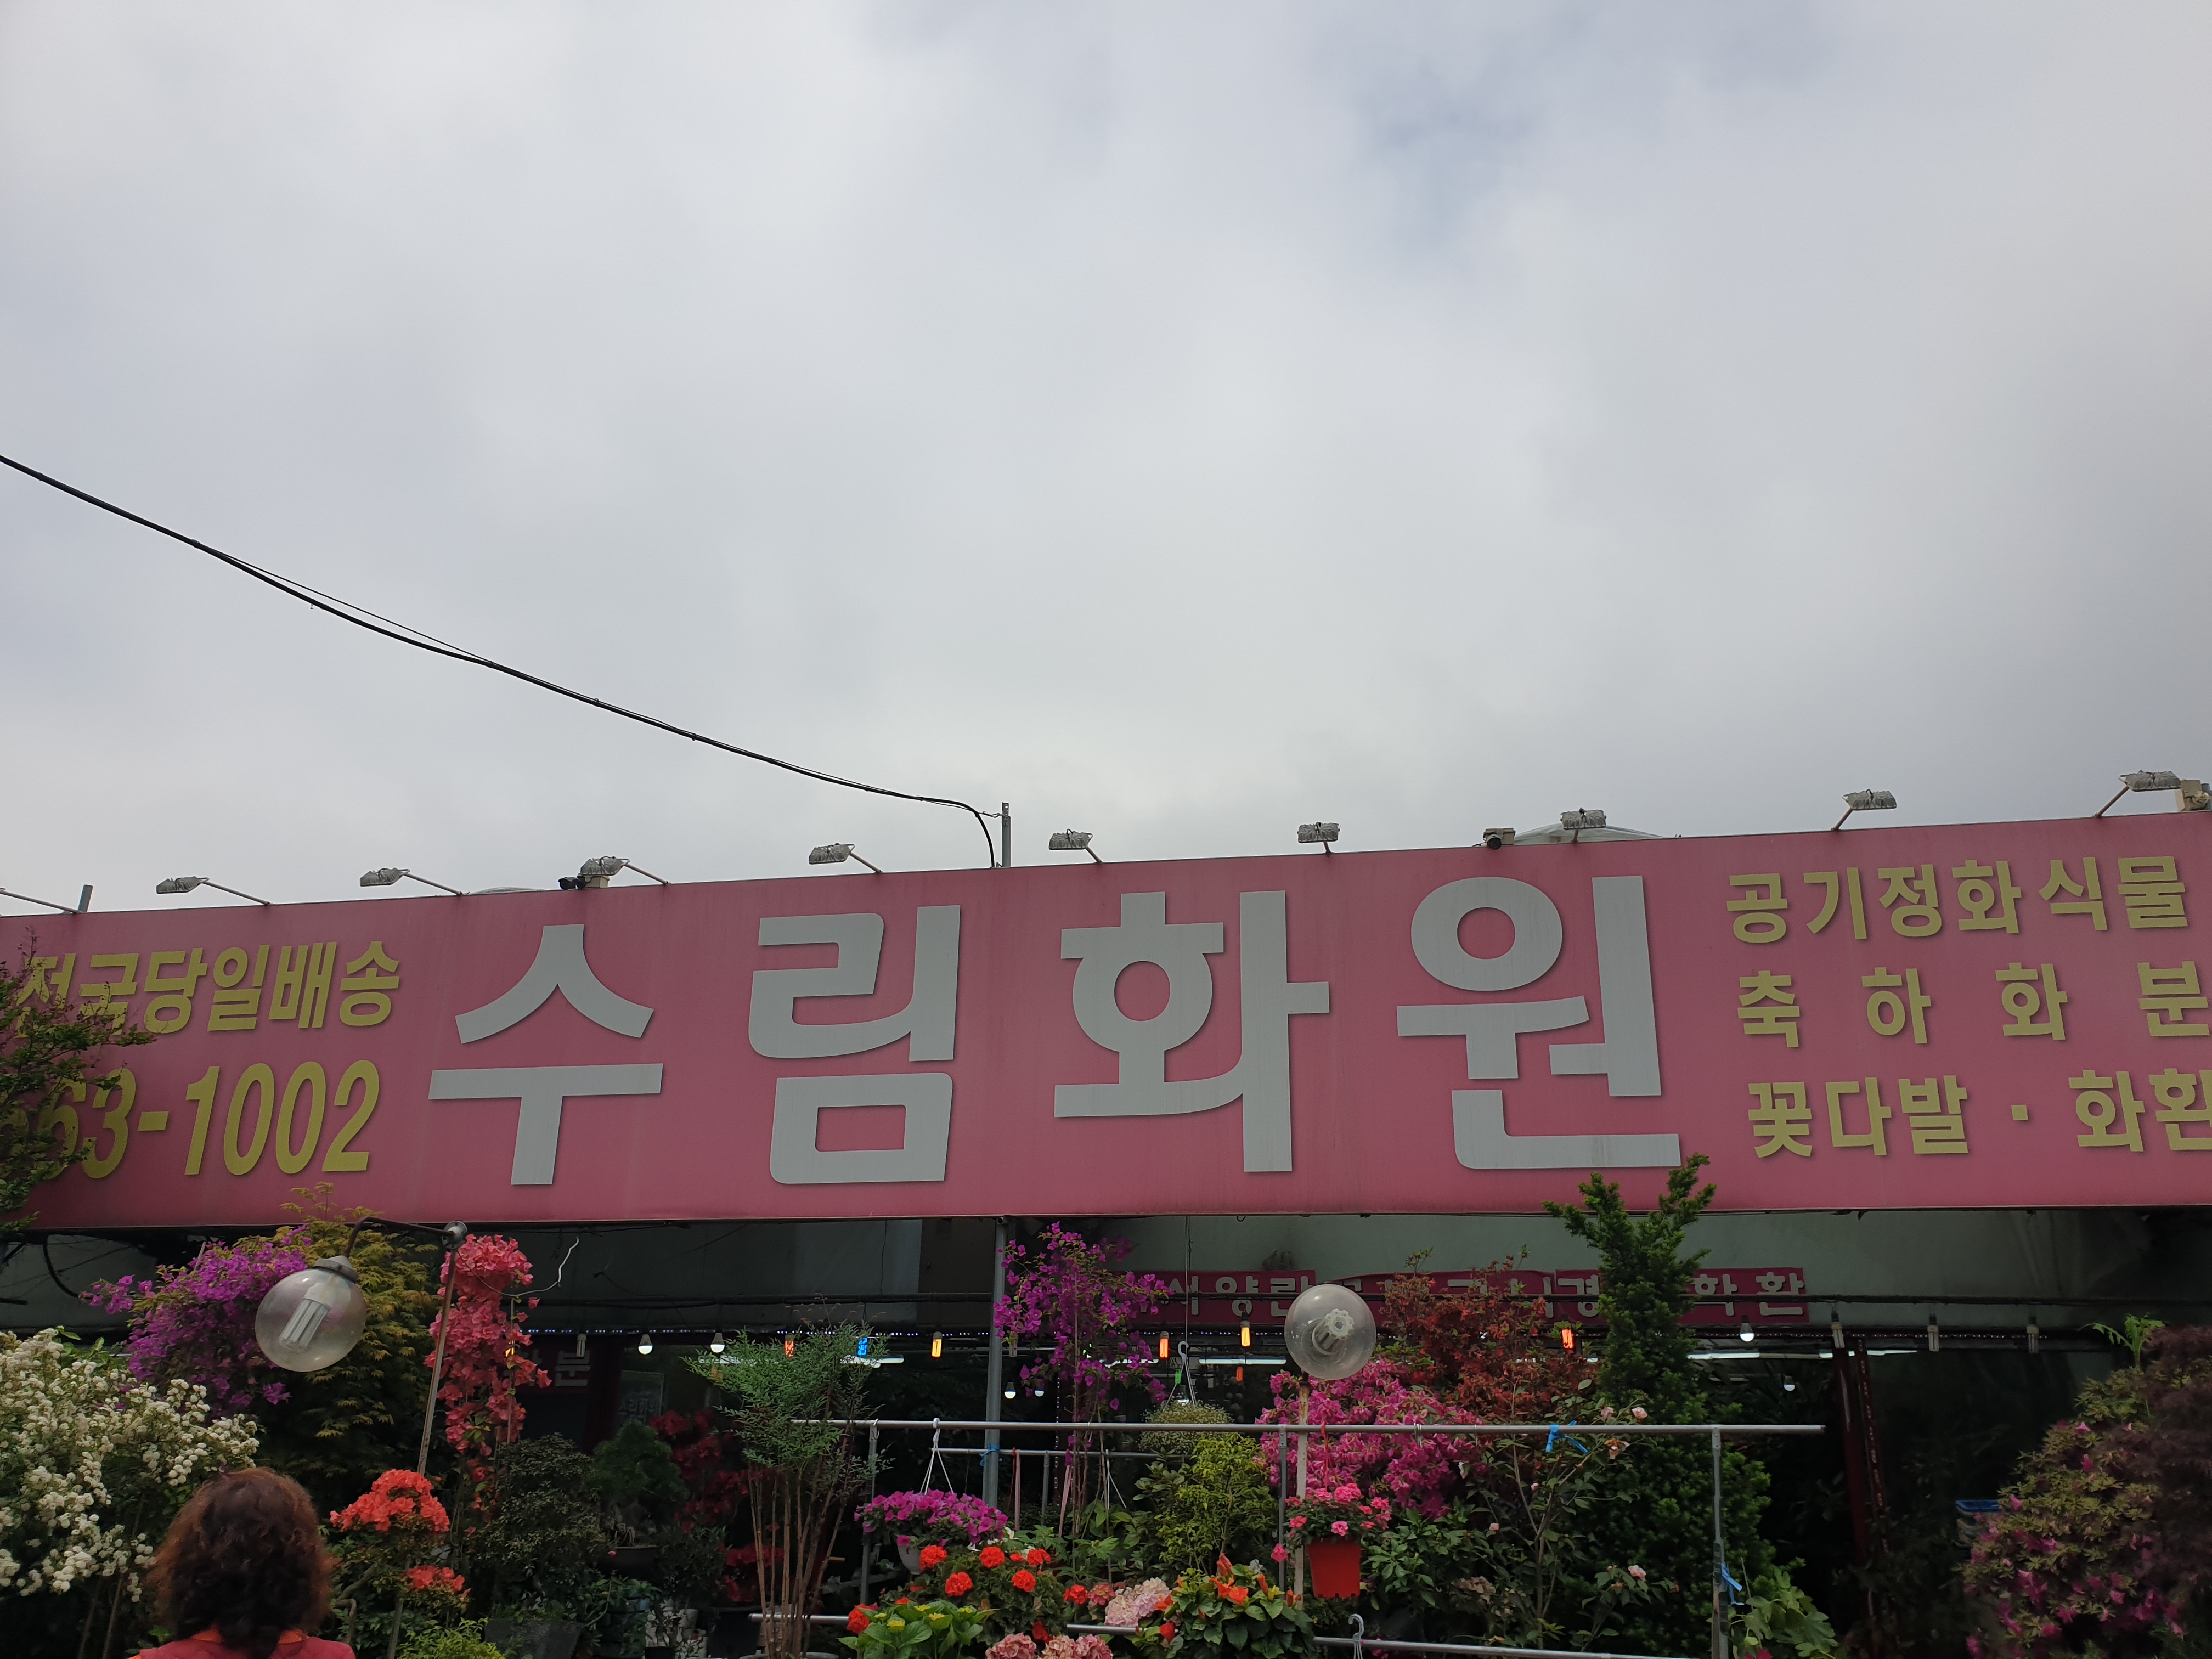 전국당일배송
663-1002
수림화원
공기정화식물
축하화분
꽃다발 · 화환